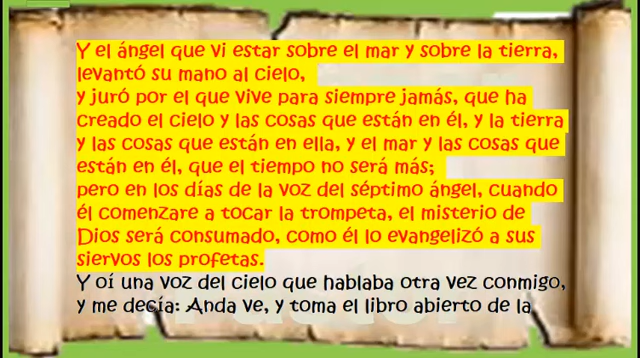 Y el ángel que vi estar sobre el mar y sobre la tierra,
levantó su mano al cielo,
y juró por el que vive para siempre jamás, que ha
creado el cielo y las cosas que están en él, y la tierra
y las cosas que están en ella, y el mar y las cosas que
están en él, que el tiempo no será más;
pero en los días de la voz del séptimo ángel, cuando
él comenzare a tocar la trompeta, el misterio de
Dios será consumado, como él lo evangelizó a sus
siervos los profetas.
Y oí una voz del cielo que hablaba otra vez conmigo,
y me decía: Anda ve, y toma el libro abierto de la